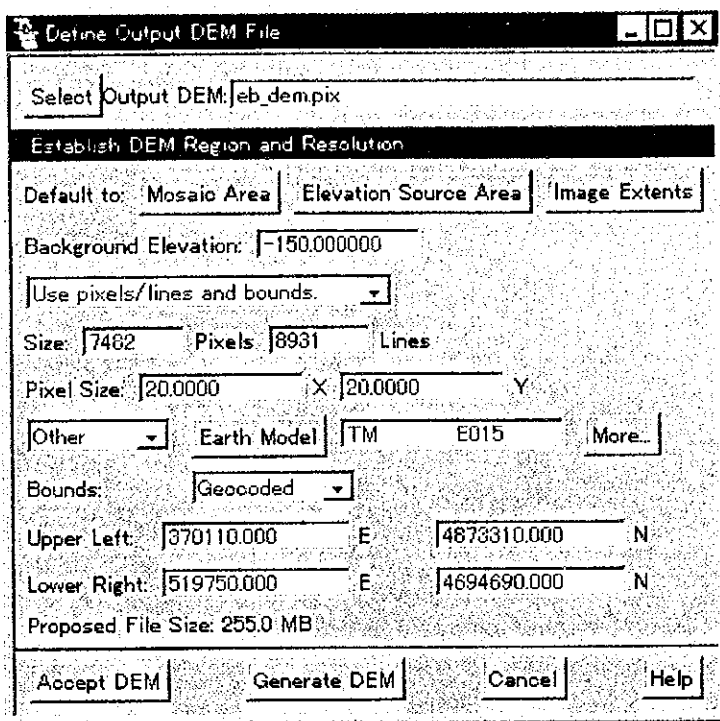 Define Output DEM File
Select Output DEM: eb_dem.pix
Establish DEM Region and Resolution
Default to: Mosaic Area Elevation Source Area Image Extents
Background Elevation: -150.000000
Use pixels/lines and bounds.
Size: 7482 Pixels 8931 Lines
Pixel Size: 20.0000 X 20.0000 Y
Other Earth Model TM E015 More...
Bounds: Geocoded
Upper Left: 370110.000 E 4873310.000 N
Lower Right: 519750.000 E 4694690.000 N
Proposed File Size: 255.0 MB
Accept DEM Generate DEM Cancel Help